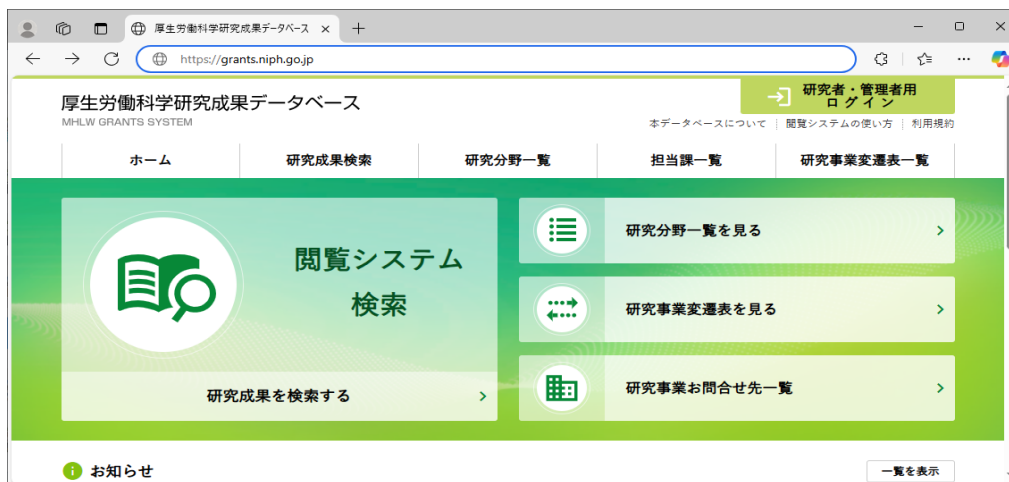 厚生労働科学研究成果データベース
https://grants.niph.go.jp
厚生労働科学研究成果データベース
MHLW GRANTS SYSTEM
研究者・管理者用
ログイン
本データベースについて
閲覧システムの使い方
利用規約
ホーム
研究成果検索
研究分野一覧
担当課一覧
研究事業変遷表一覧
閲覧システム
検索
研究成果を検索する
研究分野一覧を見る
研究事業変遷表を見る
研究事業お問合せ先一覧
お知らせ
一覧を表示